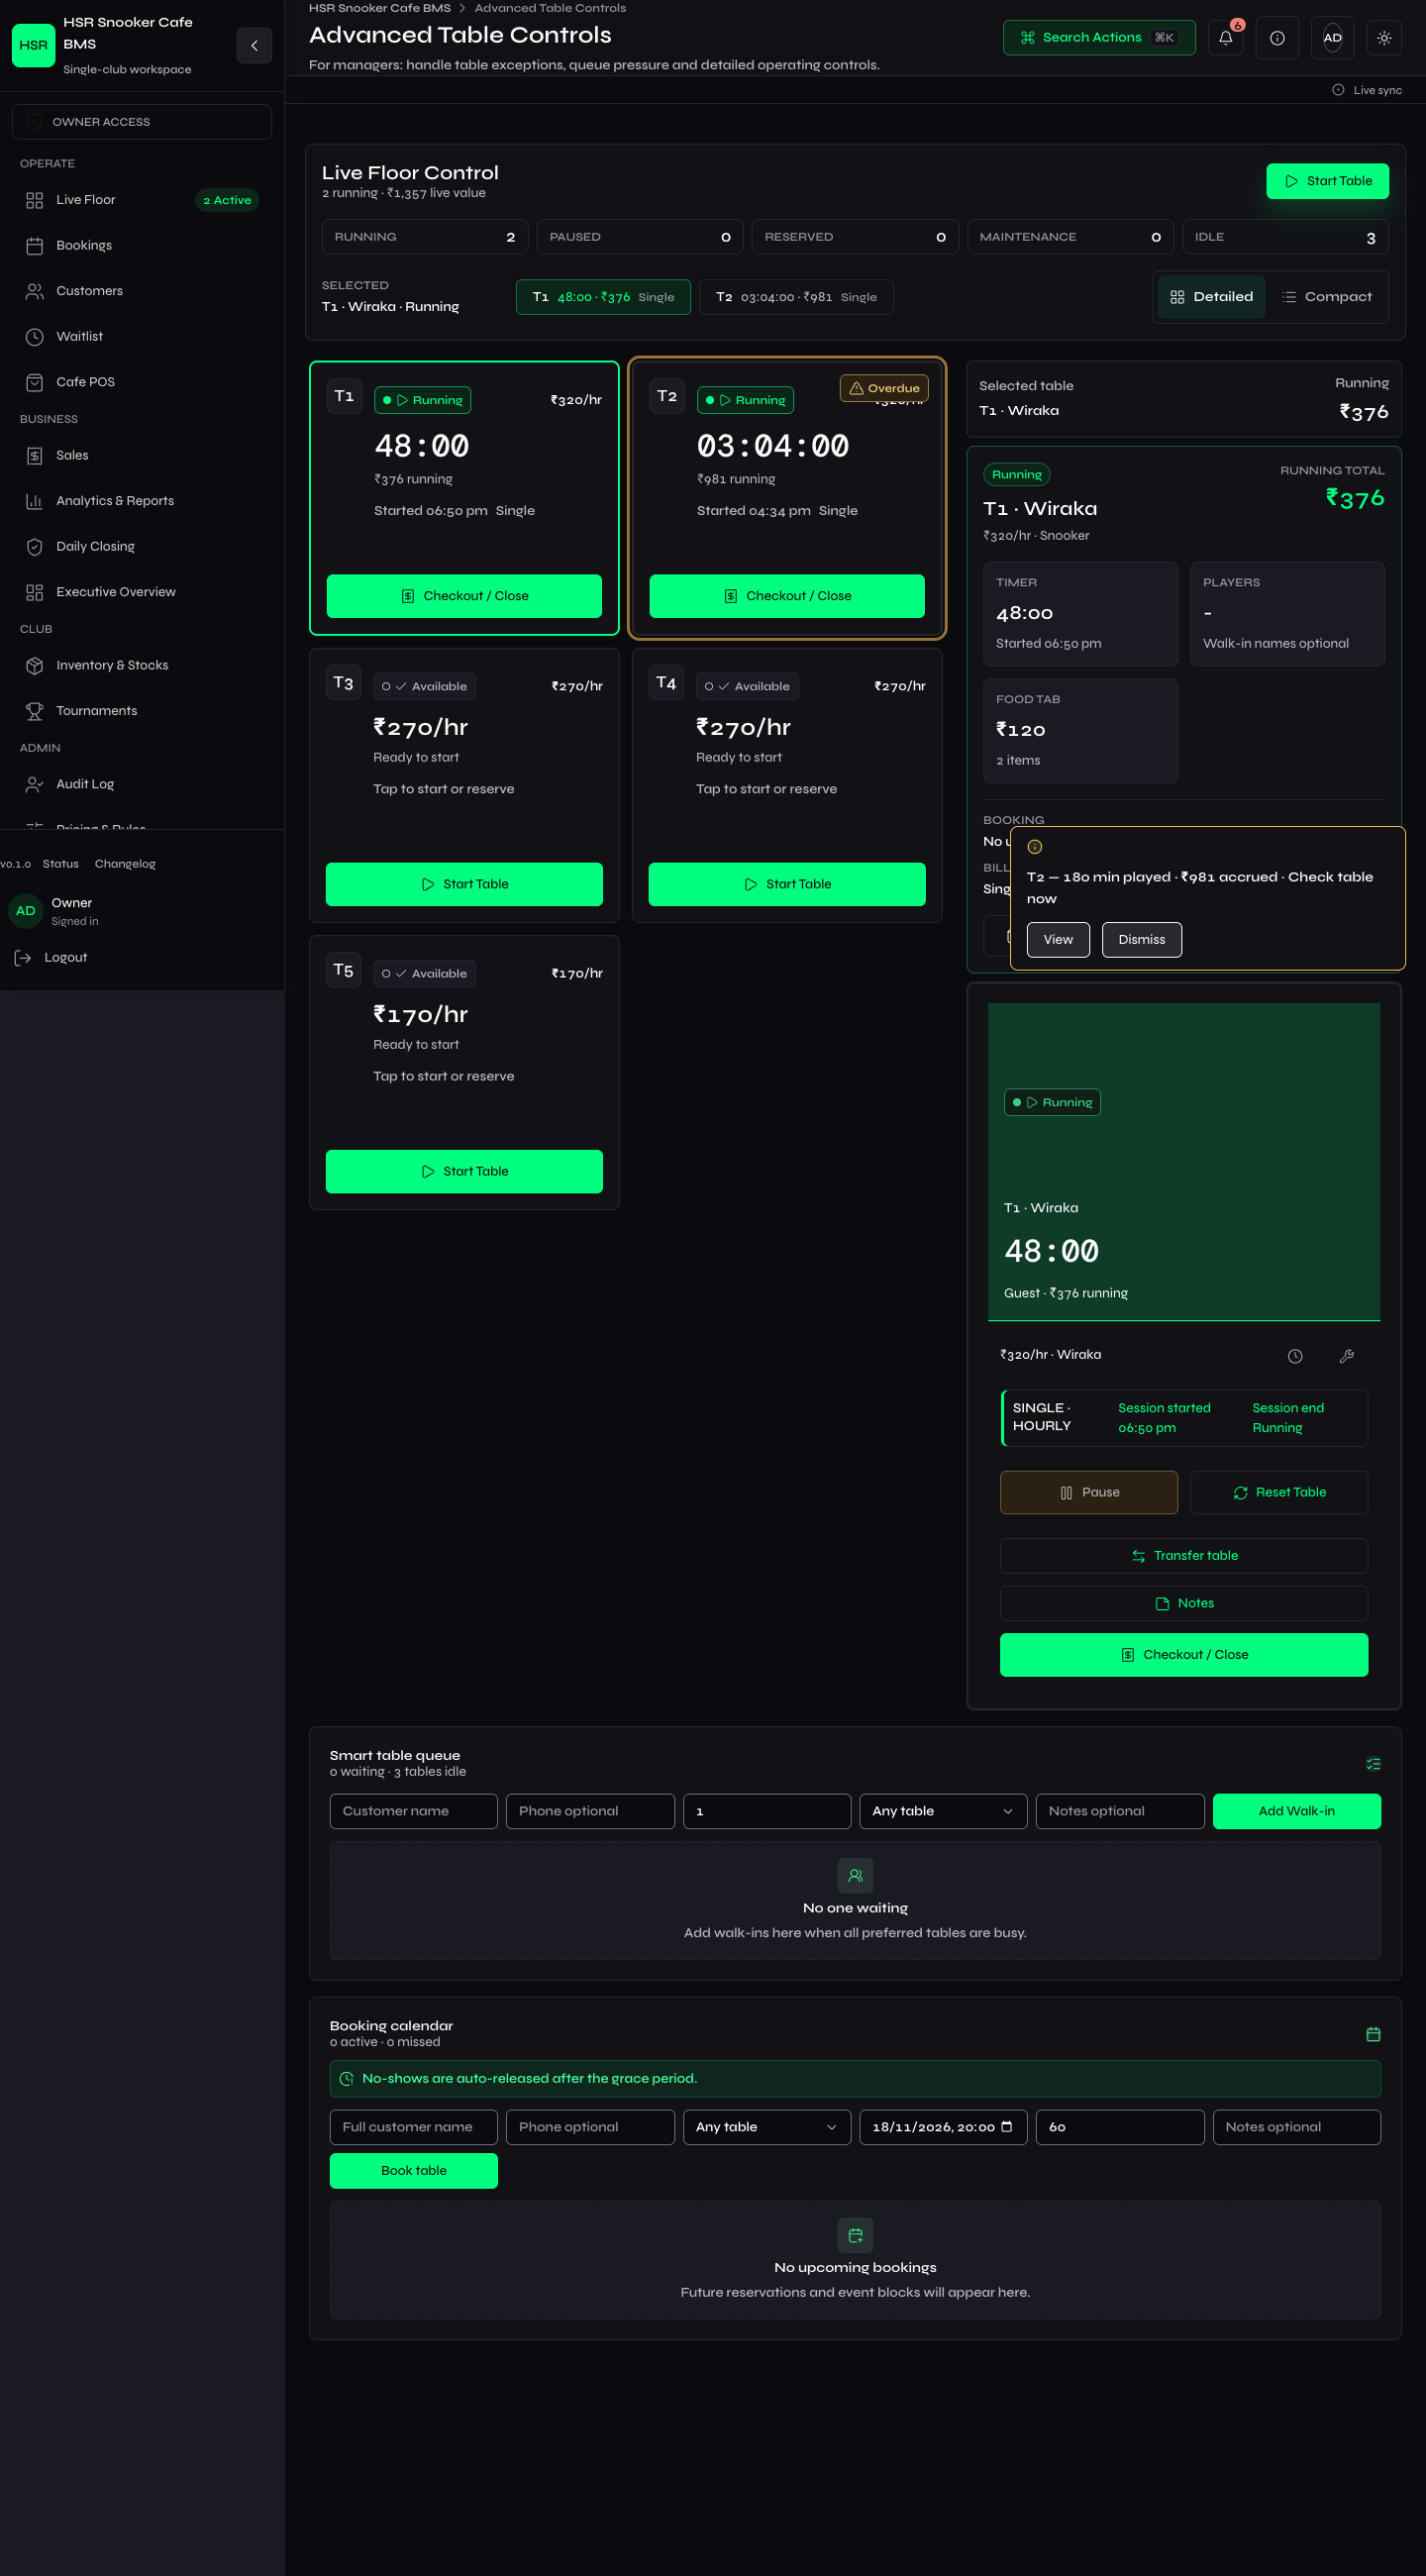 HSR
HSR Snooker Cafe
BMS
Single-club workspace
OWNER ACCESS
OPERATE
Live Floor
2 Active
Bookings
Customers
Waitlist
Cafe POS
BUSINESS
Sales
Analytics & Reports
Daily Closing
Executive Overview
CLUB
Inventory & Stocks
Tournaments
ADMIN
Audit Log
Pricing & Rules
v0.1.0 Status Changelog
AD
Owner
Signed in
Logout
HSR Snooker Cafe BMS > Advanced Table Controls
Advanced Table Controls
For managers: handle table exceptions, queue pressure and detailed operating controls.
Search Actions ⌘K
6
AD
Live sync
Live Floor Control
2 running · ₹1,357 live value
Start Table
RUNNING 2
PAUSED 0
RESERVED 0
MAINTENANCE 0
IDLE 3
SELECTED
T1 · Wiraka · Running
T1 48:00 · ₹376 Single
T2 03:04:00 · ₹981 Single
Detailed
Compact
T1
Running
₹320/hr
48:00
₹376 running
Started 06:50 pm Single
Checkout / Close
T2
Running
Overdue
03:04:00
₹981 running
Started 04:34 pm Single
Checkout / Close
T3
Available
₹270/hr
₹270/hr
Ready to start
Tap to start or reserve
Start Table
T4
Available
₹270/hr
₹270/hr
Ready to start
Tap to start or reserve
Start Table
T5
Available
₹170/hr
₹170/hr
Ready to start
Tap to start or reserve
Start Table
Selected table
T1 · Wiraka
Running
₹376
Running
T1 · Wiraka
₹320/hr · Snooker
RUNNING TOTAL
₹376
TIMER
48:00
Started 06:50 pm
PLAYERS
-
Walk-in names optional
FOOD TAB
₹120
2 items
BOOKING
No
BILL
Sing
T2 — 180 min played · ₹981 accrued · Check table
now
View
Dismiss
Running
T1 · Wiraka
48:00
Guest · ₹376 running
₹320/hr · Wiraka
SINGLE ·
HOURLY
Session started
06:50 pm
Session end
Running
Pause
Reset Table
Transfer table
Notes
Checkout / Close
Smart table queue
0 waiting · 3 tables idle
Customer name
Phone optional
1
Any table
Notes optional
Add Walk-in
No one waiting
Add walk-ins here when all preferred tables are busy.
Booking calendar
0 active · 0 missed
No-shows are auto-released after the grace period.
Full customer name
Phone optional
Any table
18/11/2026, 20:00
60
Notes optional
Book table
No upcoming bookings
Future reservations and event blocks will appear here.